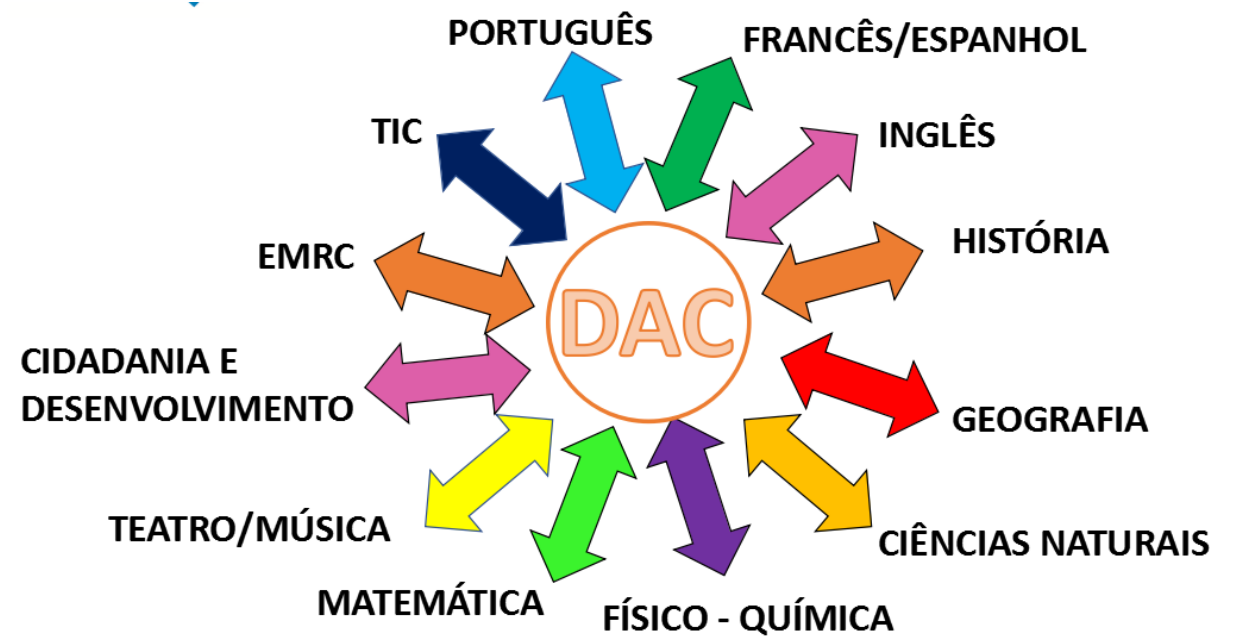 PORTUGUÊS
FRANCÊS/ESPANHOL
TIC
INGLÊS
EMRC
HISTÓRIA
DAC
CIDADANIA E
DESENVOLVIMENTO
GEOGRAFIA
TEATRO/MÚSICA
CIÊNCIAS NATURAIS
MATEMÁTICA
FÍSICO - QUÍMICA